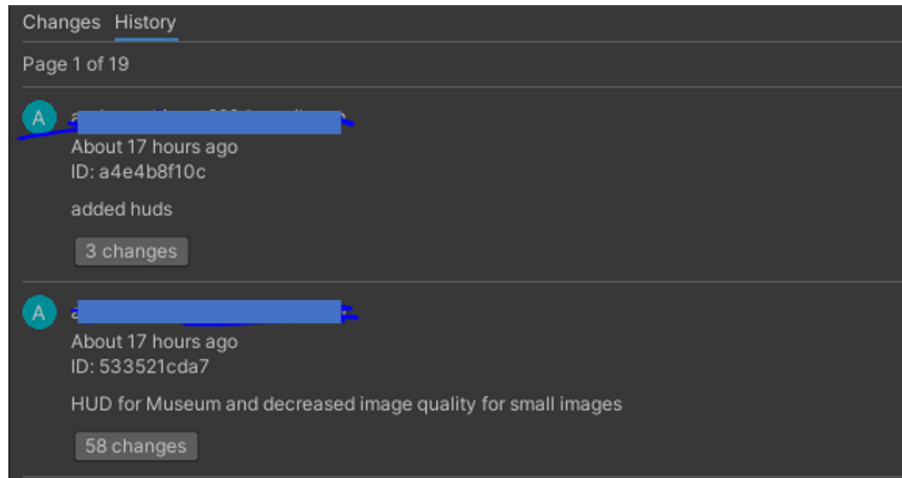 Changes History
Page 1 of 19
A
About 17 hours ago
ID: a4e4b8f10c
added huds
3 changes
A
About 17 hours ago
ID: 533521cda7
HUD for Museum and decreased image quality for small images
58 changes